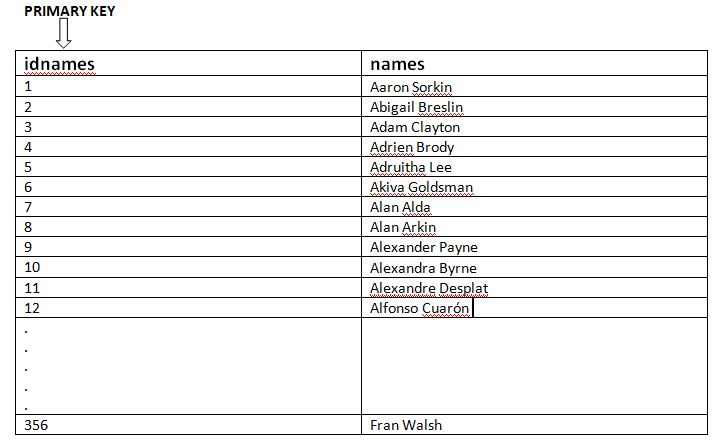 PRIMARY KEY
idnames names
1 Aaron Sorkin
2 Abigail Breslin
3 Adam Clayton
4 Adrien Brody
5 Adruitha Lee
6 Akiva Goldsman
7 Alan Alda
8 Alan Arkin
9 Alexander Payne
10 Alexandra Byrne
11 Alexandre Desplat
12 Alfonso Cuarón
.
.
.
.
.
356 Fran Walsh